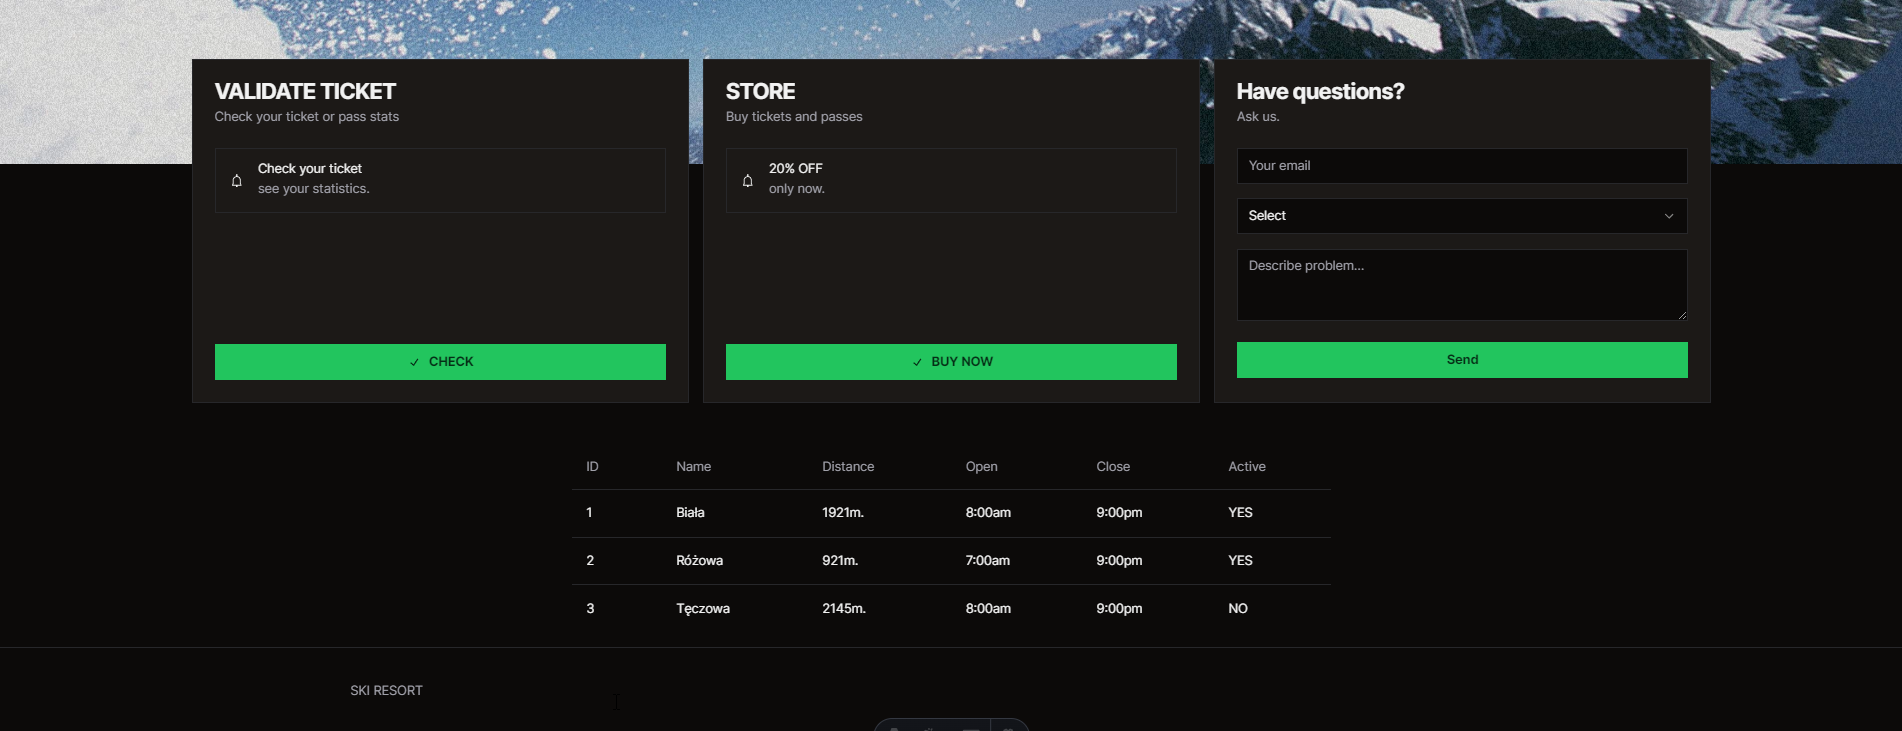 VALIDATE TICKET
Check your ticket or pass stats
Check your ticket
see your statistics.
CHECK
STORE
Buy tickets and passes
20% OFF
only now.
BUY NOW
Have questions?
Ask us.
Your email
Select
Describe problem...
Send
ID Name Distance Open Close Active
1 Biała 1921m. 8:00am 9:00pm YES
2 Różowa 921m. 7:00am 9:00pm YES
3 Tęczowa 2145m. 8:00am 9:00pm NO
SKI RESORT